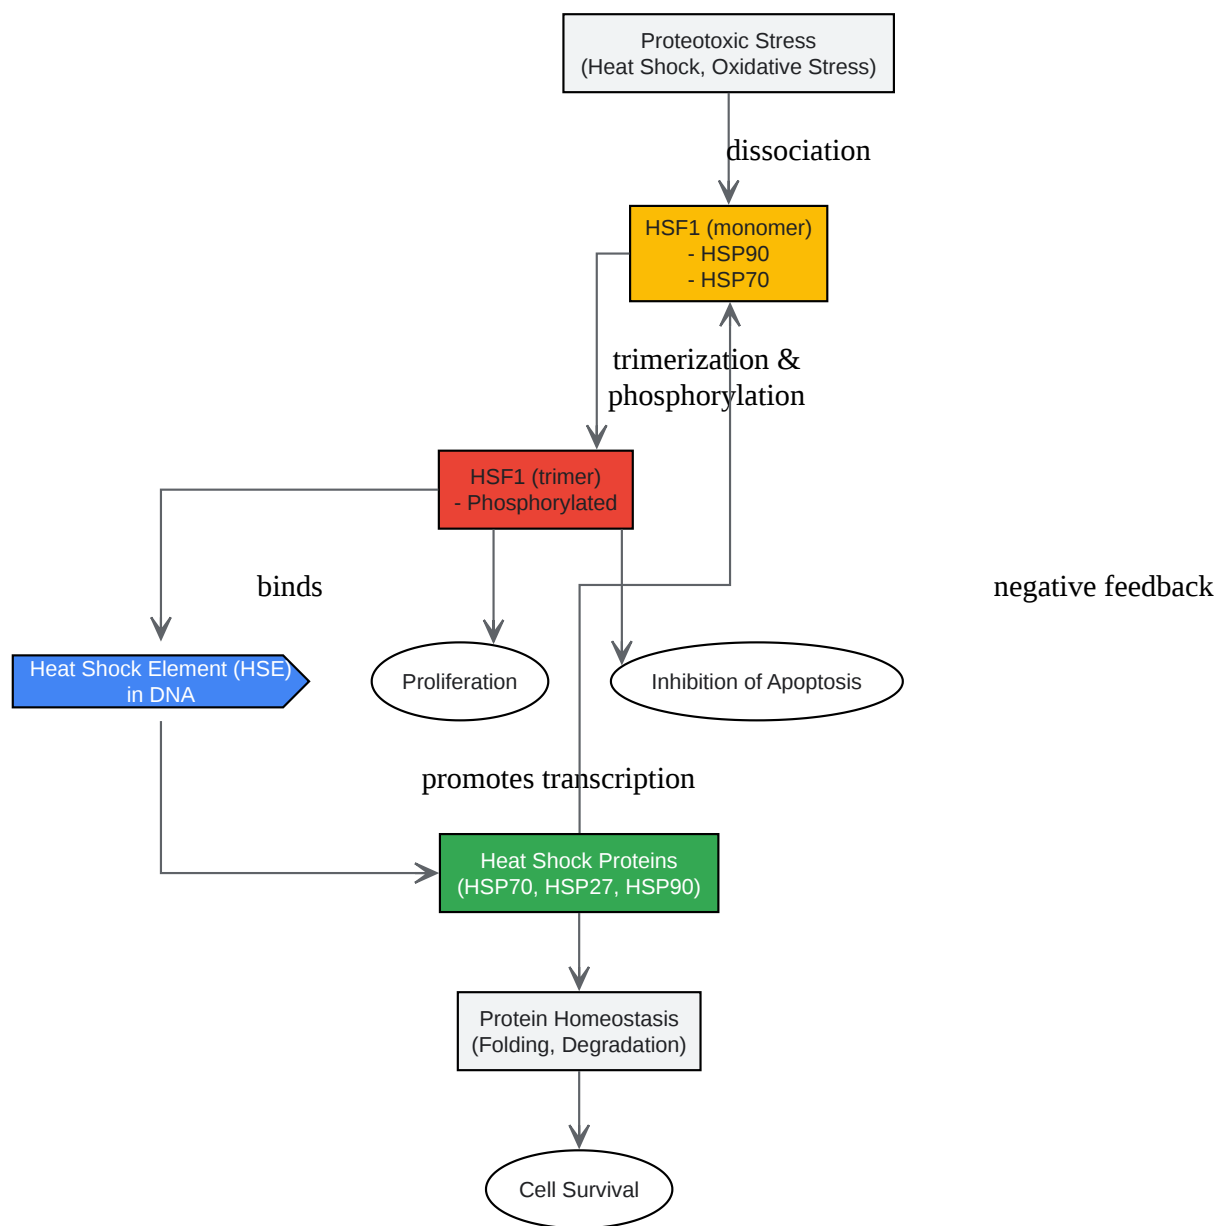 Proteotoxic Stress
(Heat Shock, Oxidative Stress)
dissociation
HSF1 (monomer)
- HSP90
- HSP70
trimerization &
phosphorylation
HSF1 (trimer)
- Phosphorylated
binds
negative feedback
Heat Shock Element (HSE)
in DNA
Proliferation
Inhibition of Apoptosis
promotes transcription
Heat Shock Proteins
(HSP70, HSP27, HSP90)
Protein Homeostasis
(Folding, Degradation)
Cell Survival